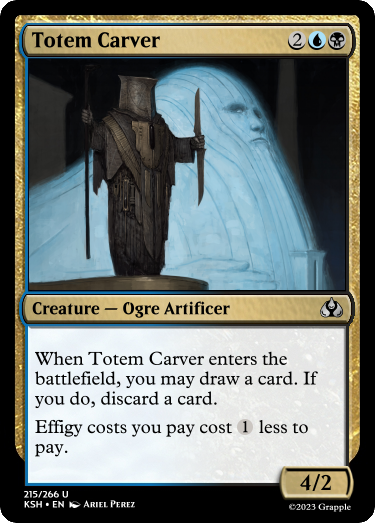 Totem Carver 2
Creature — Ogre Artificer
When Totem Carver enters the
battlefield, you may draw a card. If
you do, discard a card.
Effigy costs you pay cost 1 less to
pay.
4/2
215/266 U
KSH • EN Ariel Perez
©2023 Grapple